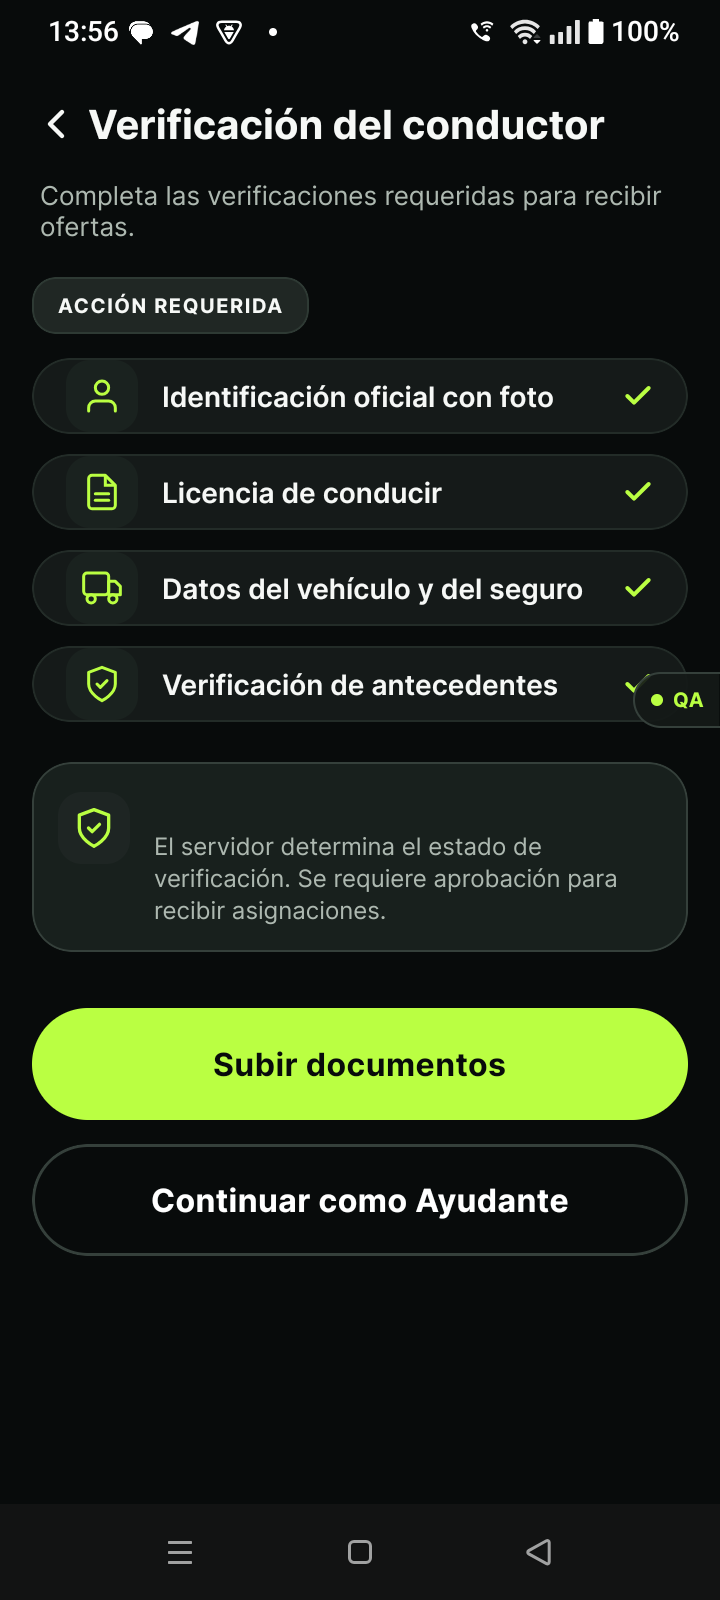 13:56
100%
Verificación del conductor
Completa las verificaciones requeridas para recibir
ofertas.
ACCIÓN REQUERIDA
Identificación oficial con foto
Licencia de conducir
Datos del vehículo y del seguro
Verificación de antecedentes
QA
El servidor determina el estado de
verificación. Se requiere aprobación para
recibir asignaciones.
Subir documentos
Continuar como Ayudante